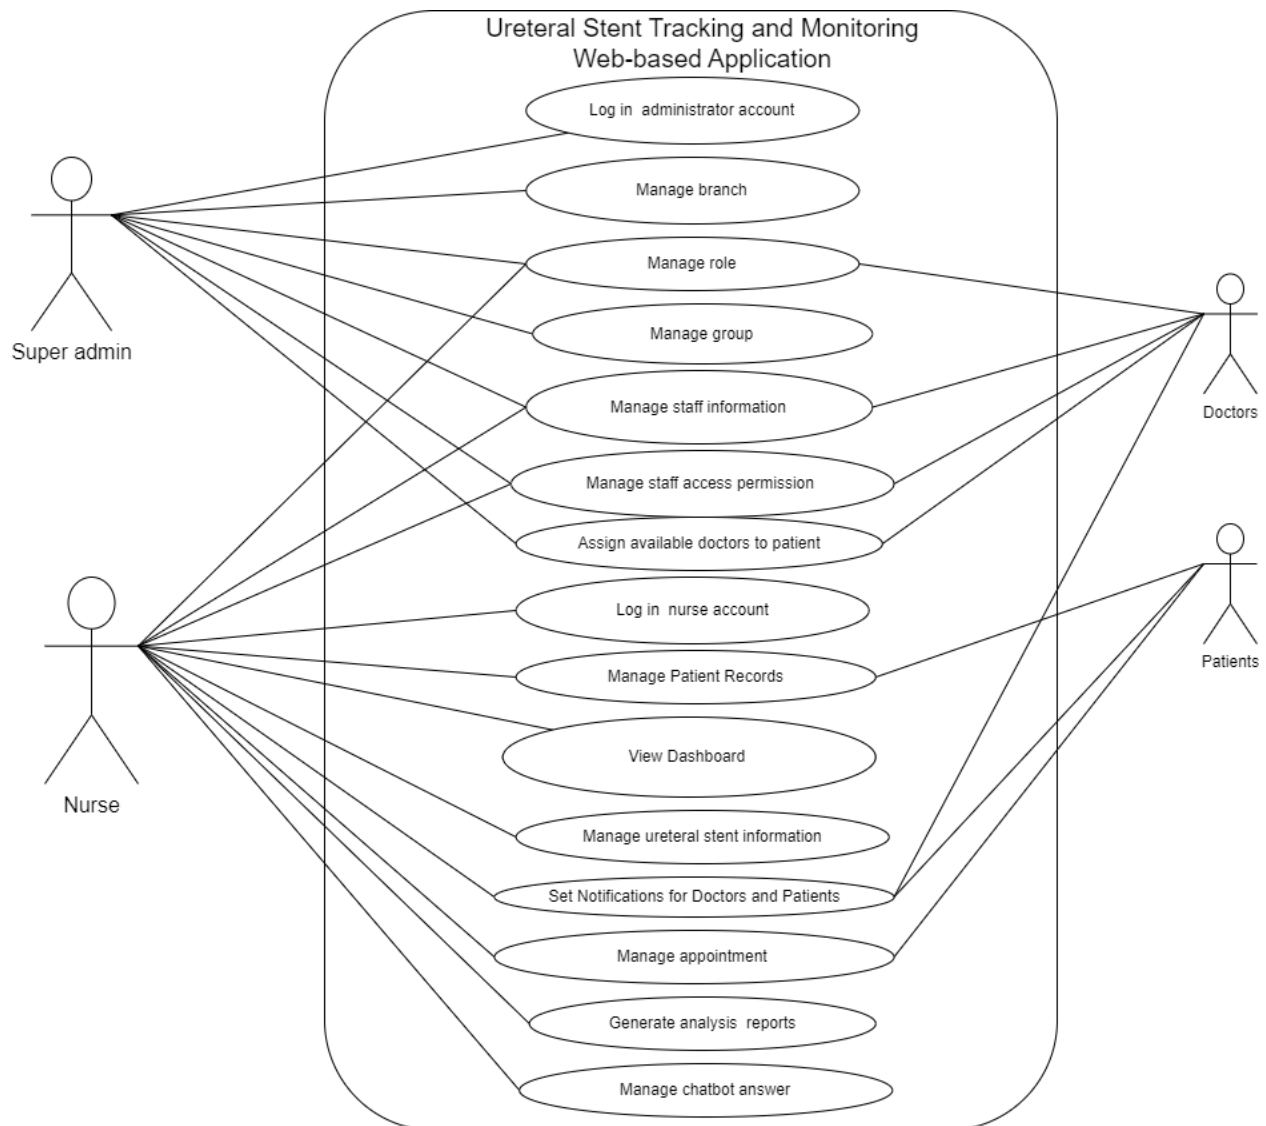 Ureteral Stent Tracking and Monitoring
Web-based Application
Log in  administrator account
Manage branch
Manage role
Manage group
Super admin
Manage staff information
Doctors
Manage staff access permission
Assign available doctors to patient
Log in  nurse account
Patients
Manage Patient Records
View Dashboard
Nurse
Manage ureteral stent information
Set Notifications for Doctors and Patients
Manage appointment
Generate analysis  reports
Manage chatbot answer